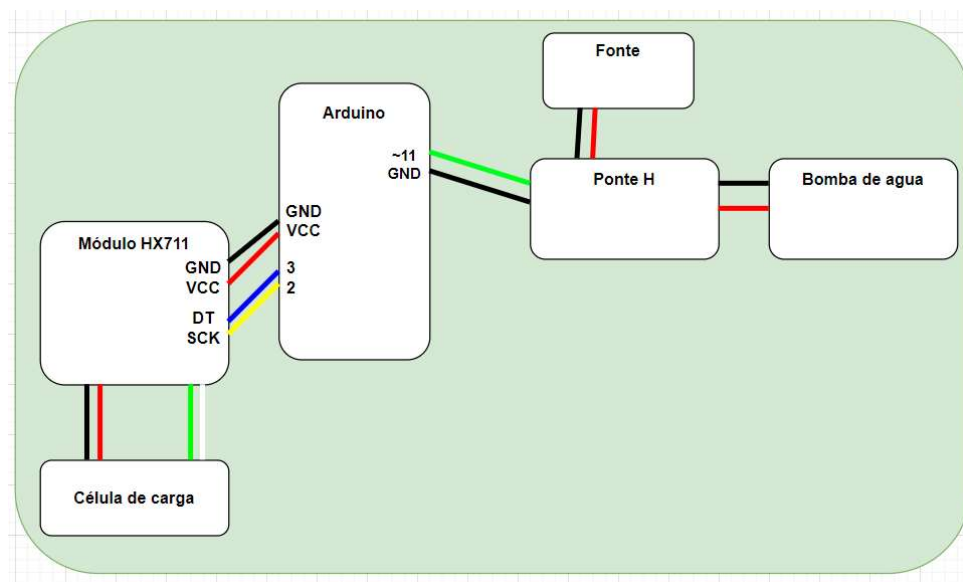 Fonte
Arduino
~11
GND
Ponte H
Bomba de agua
GND
VCC
3
2
Módulo HX711
GND
VCC
DT
SCK
Célula de carga